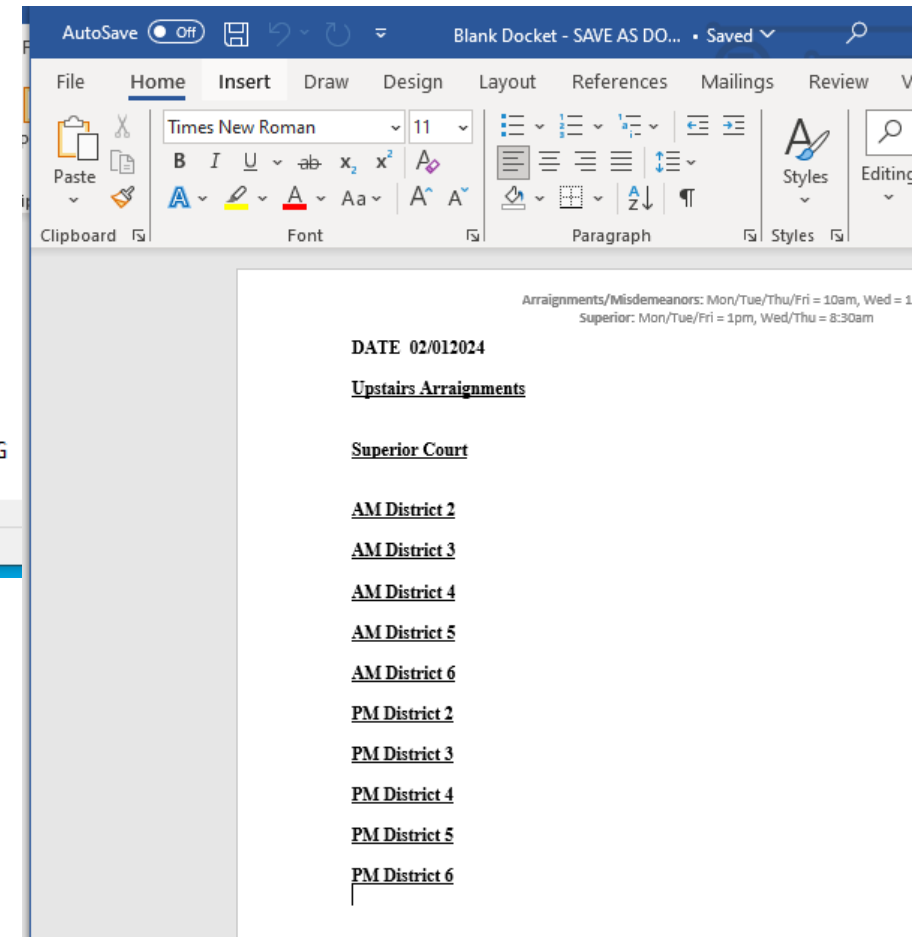 AutoSave Off Blank Docket - SAVE AS DO... • Saved
File Home Insert Draw Design Layout References Mailings Review V
Times New Roman 11
Paste B I U ab x₂ x² A Styles Editing
A A Aa A A
Clipboard Font Paragraph Styles
Arraignments/Misdemeanors: Mon/Tue/Thu/Fri = 10am, Wed = 1
Superior: Mon/Tue/Fri = 1pm, Wed/Thu = 8:30am
DATE 02/012024
Upstairs Arraignments
Superior Court
AM District 2
AM District 3
AM District 4
AM District 5
AM District 6
PM District 2
PM District 3
PM District 4
PM District 5
PM District 6